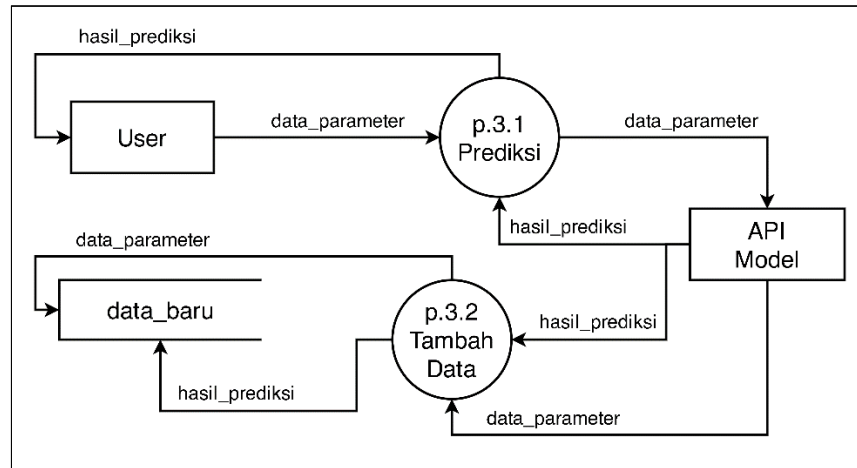 hasil_prediksi
User
data_parameter
p.3.1
Prediksi
data_parameter
hasil_prediksi
API
Model
data_parameter
data_baru
p.3.2
Tambah
Data
hasil_prediksi
hasil_prediksi
data_parameter